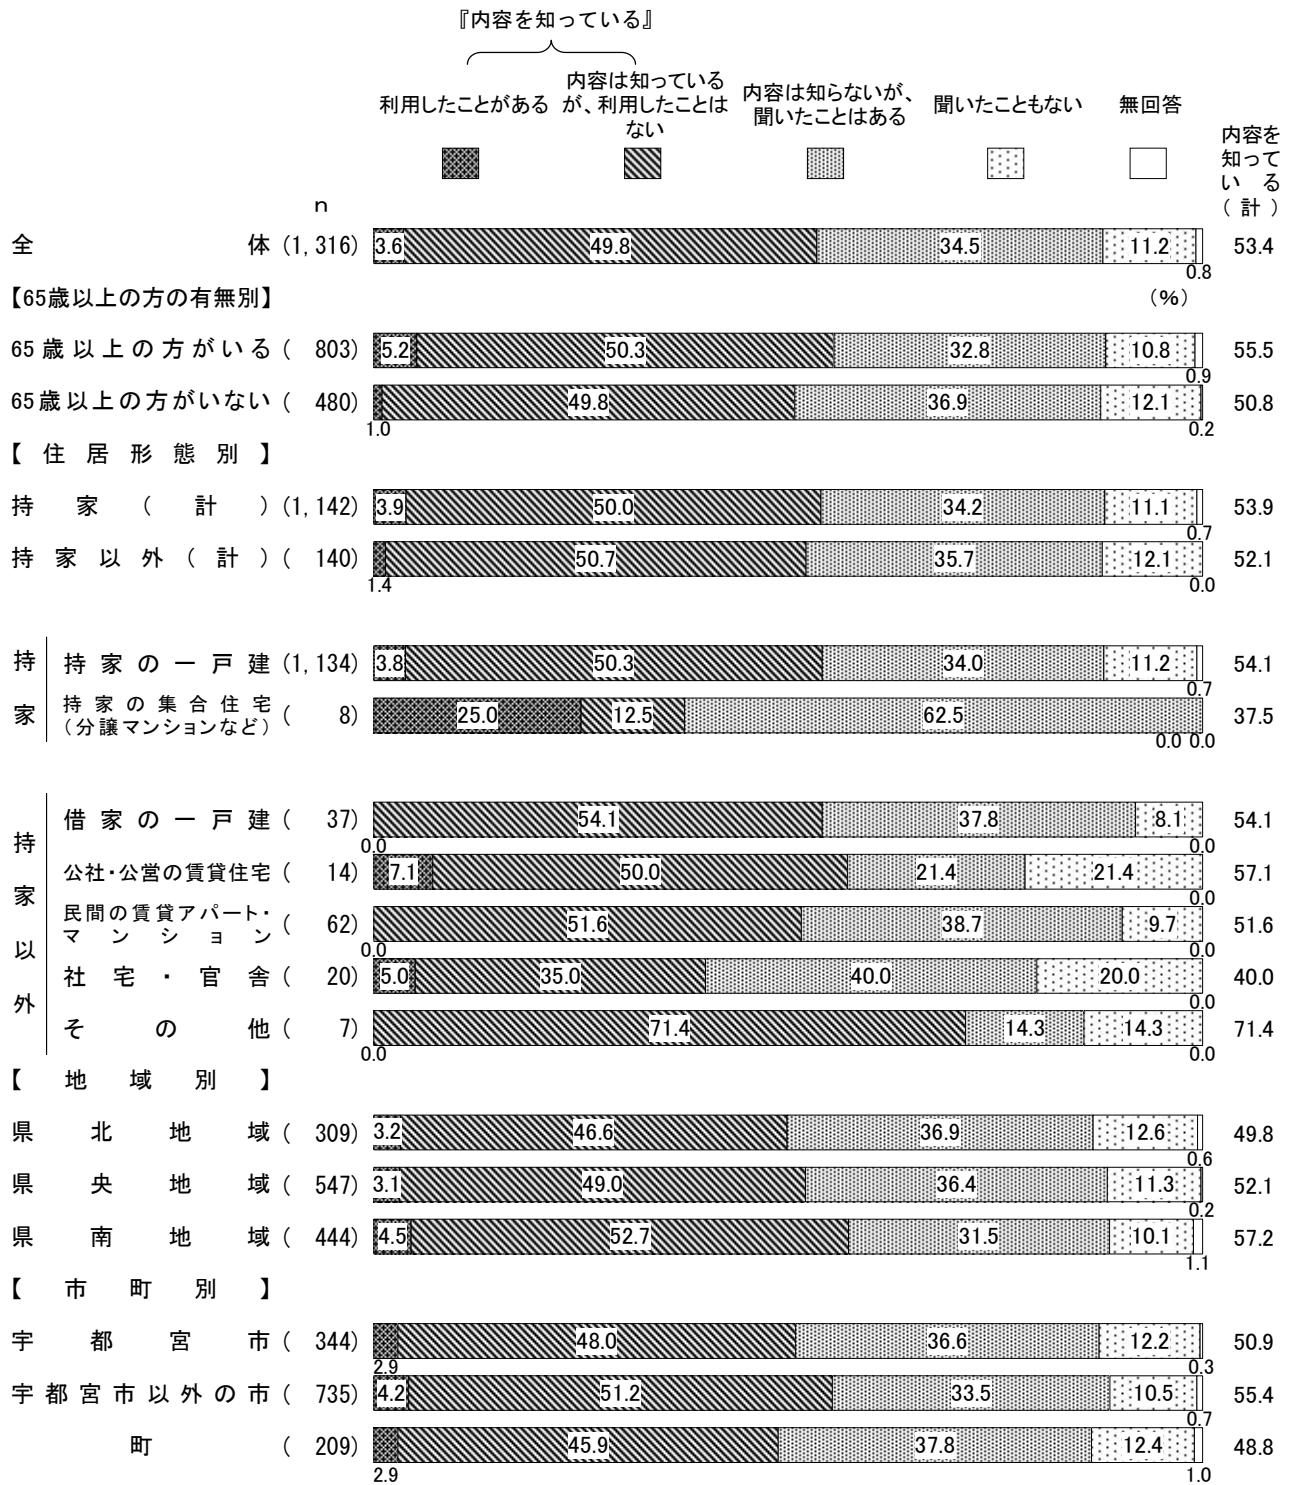 『内容を知っている』
利用したことがある
内容は知っている
が、利用したことは
ない
内容は知らないが、
聞いたことはある
聞いたこともない
無回答
内容を
知って
いる
(計)
n
全体 (1,316) 3.6 49.8 34.5 11.2 0.8 53.4
【65歳以上の方の有無別】 (%)
65歳以上の方がいる ( 803) 5.2 50.3 32.8 10.8 0.9 55.5
65歳以上の方がいない ( 480) 1.0 49.8 36.9 12.1 0.2 50.8
【住居形態別】
持家(計) (1,142) 3.9 50.0 34.2 11.1 0.7 53.9
持家以外(計) ( 140) 1.4 50.7 35.7 12.1 0.0 52.1
持家
持家の一戸建 (1,134) 3.8 50.3 34.0 11.2 0.7 54.1
持家の集合住宅
(分譲マンションなど) ( 8) 25.0 12.5 62.5 0.0 0.0 37.5
持家以外
借家の一戸建 ( 37) 0.0 54.1 37.8 8.1 0.0 54.1
公社・公営の賃貸住宅 ( 14) 7.1 50.0 21.4 21.4 0.0 57.1
民間の賃貸アパート・
マンション ( 62) 0.0 51.6 38.7 9.7 0.0 51.6
社宅・官舎 ( 20) 5.0 35.0 40.0 20.0 0.0 40.0
その他 ( 7) 0.0 71.4 14.3 14.3 0.0 71.4
【地域別】
県北地域 ( 309) 3.2 46.6 36.9 12.6 0.6 49.8
県央地域 ( 547) 3.1 49.0 36.4 11.3 0.2 52.1
県南地域 ( 444) 4.5 52.7 31.5 10.1 1.1 57.2
【市町別】
宇都宮市 ( 344) 2.9 48.0 36.6 12.2 0.3 50.9
宇都宮市以外の市 ( 735) 4.2 51.2 33.5 10.5 0.7 55.4
町 ( 209) 2.9 45.9 37.8 12.4 1.0 48.8